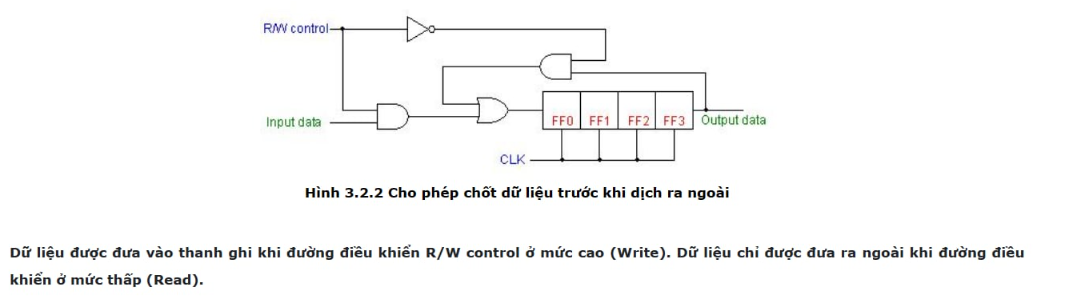 R/W control
Input data
FF0 FF1 FF2 FF3
Output data
CLK
Hình 3.2.2 Cho phép chốt dữ liệu trước khi dịch ra ngoài
Dữ liệu được đưa vào thanh ghi khi đường điều khiển R/W control ở mức cao (Write). Dữ liệu chỉ được đưa ra ngoài khi đường điều
khiển ở mức thấp (Read).